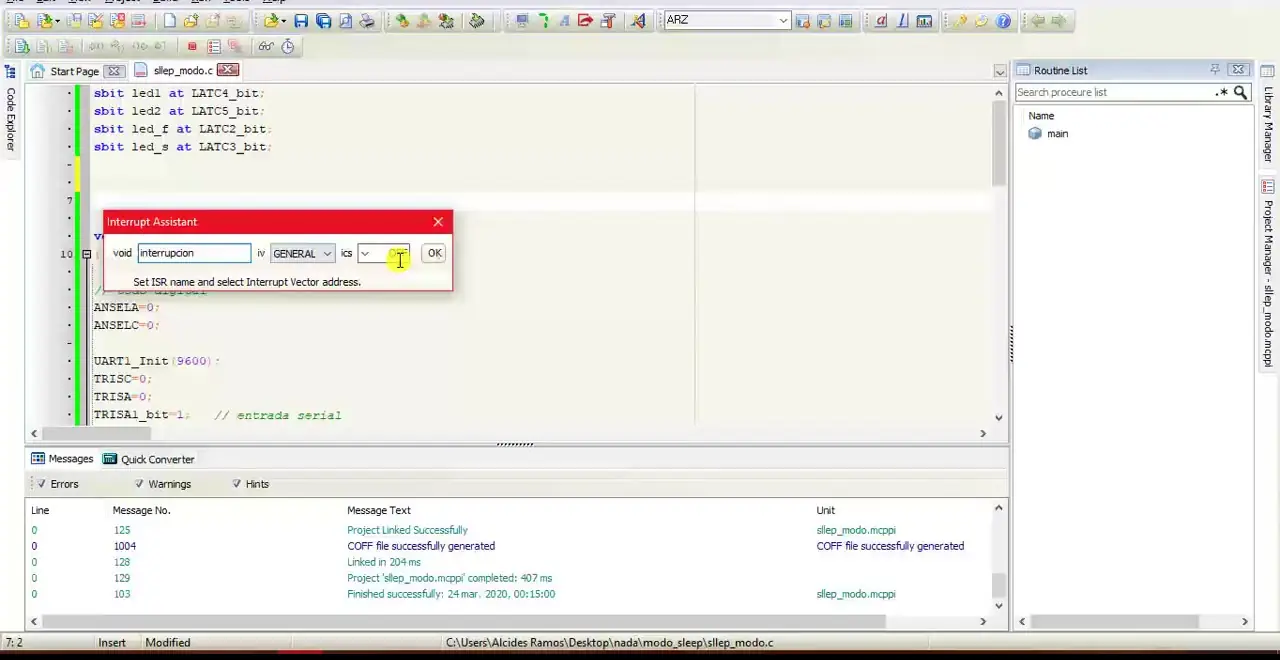 ARZ
Code Explorer
Start Page
sllep_modo.c
sbit led1 at LATC4_bit;
sbit led2 at LATC5_bit;
sbit led_f at LATC2_bit;
sbit led_s at LATC3_bit;
7
10
Interrupt Assistant
void interrupcion iv GENERAL ics OK
Set ISR name and select Interrupt Vector address.
ANSELA=0;
ANSELC=0;
UART1_Init(9600);
TRISC=0;
TRISA=0;
TRISA1_bit=1; // entrada serial
Routine List
Search proceure list
.*
Name
main
Library Manager
Project Manager - sllep_modo.mcppi
Messages
Quick Converter
Errors Warnings Hints
Line Message No. Message Text Unit
0 125 Project Linked Successfully sllep_modo.mcppi
0 1004 COFF file successfully generated COFF file successfully generated
0 128 Linked in 204 ms
0 129 Project 'sllep_modo.mcppi' completed: 407 ms
0 103 Finished successfully: 24 mar. 2020, 00:15:00 sllep_modo.mcppi
7: 2 Insert Modified C:\Users\Alcides Ramos\Desktop\nada\modo_sleep\sllep_modo.c